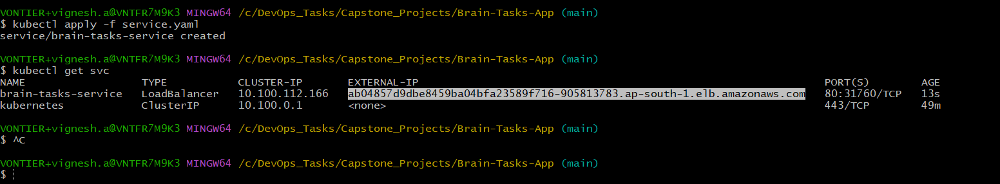 VONTIER+vignesh.a@VNTFR7M9K3 MINGW64 /c/DevOps_Tasks/Capstone_Projects/Brain-Tasks-App (main)
$ kubectl apply -f service.yaml
service/brain-tasks-service created
VONTIER+vignesh.a@VNTFR7M9K3 MINGW64 /c/DevOps_Tasks/Capstone_Projects/Brain-Tasks-App (main)
$ kubectl get svc
NAME TYPE CLUSTER-IP EXTERNAL-IP PORT(S) AGE
brain-tasks-service LoadBalancer 10.100.112.166 ab04857d9dbe8459ba04bfa23589f716-905813783.ap-south-1.elb.amazonaws.com 80:31760/TCP 13s
kubernetes ClusterIP 10.100.0.1 <none> 443/TCP 49m
VONTIER+vignesh.a@VNTFR7M9K3 MINGW64 /c/DevOps_Tasks/Capstone_Projects/Brain-Tasks-App (main)
$ ^C
VONTIER+vignesh.a@VNTFR7M9K3 MINGW64 /c/DevOps_Tasks/Capstone_Projects/Brain-Tasks-App (main)
$